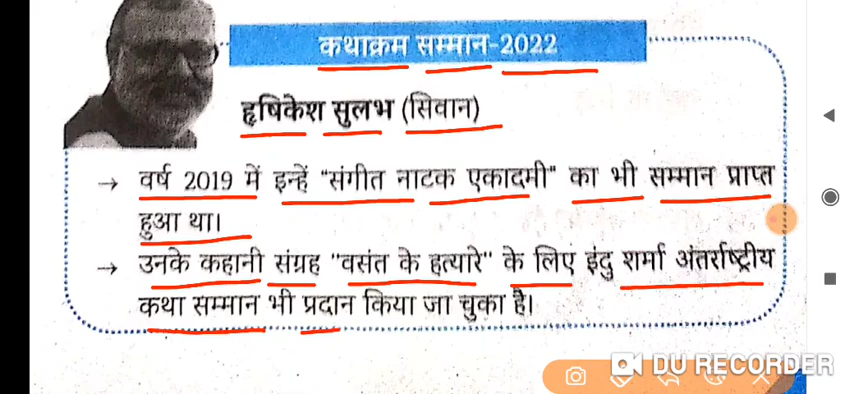 कथाक्रम सम्मान-2022
हृषिकेश सुलभ (सिवान)
→ वर्ष 2019 में इन्हें "संगीत नाटक एकादमी" का भी सम्मान प्राप्त
हुआ था।
→ उनके कहानी संग्रह "वसंत के हत्यारे" के लिए इंदु शर्मा अंतर्राष्ट्रीय
कथा सम्मान भी प्रदान किया जा चुका है।
DU RECORDER